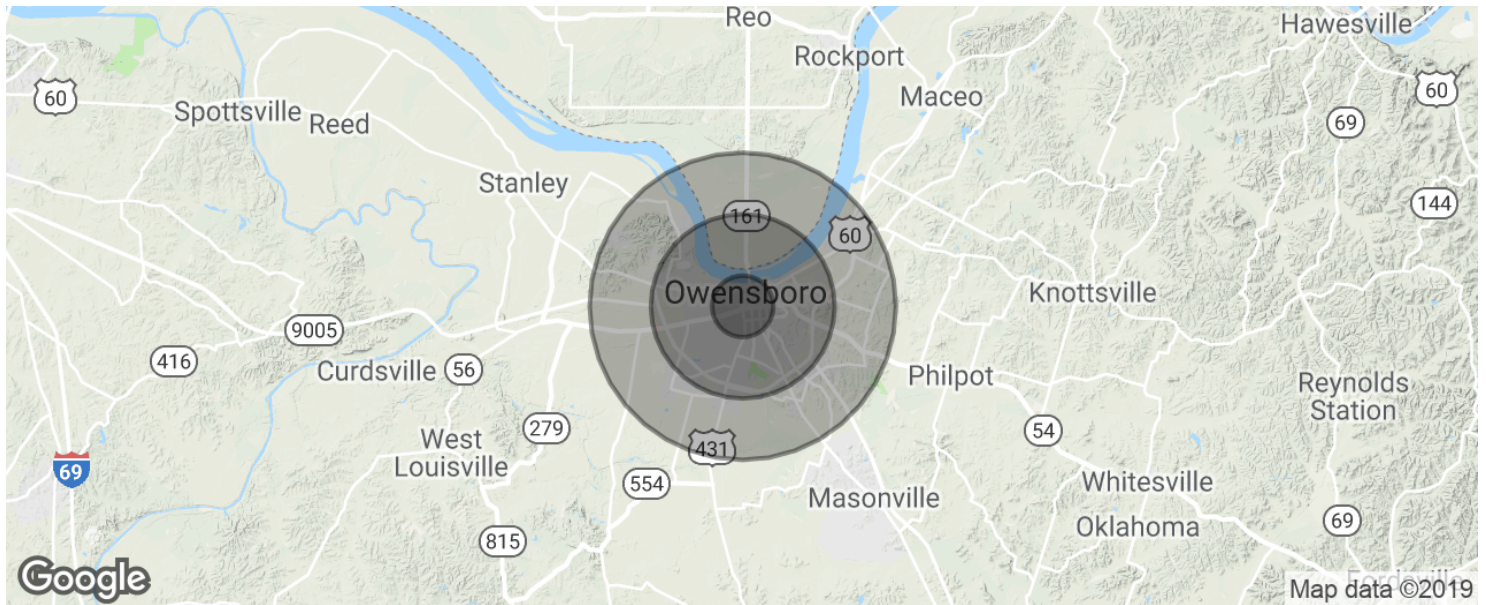 Reo
Hawesville
Rockport
60
Maceo
60
Spottsville
Reed
69
Stanley
144
161
60
Owensboro
Knottsville
9005
416
Curdsville
56
Philpot
Reynolds
Station
279
54
West
Louisville
431
69
554
Whitesville
Masonville
69
Oklahoma
815
Google
Map data ©2019
Fordsville